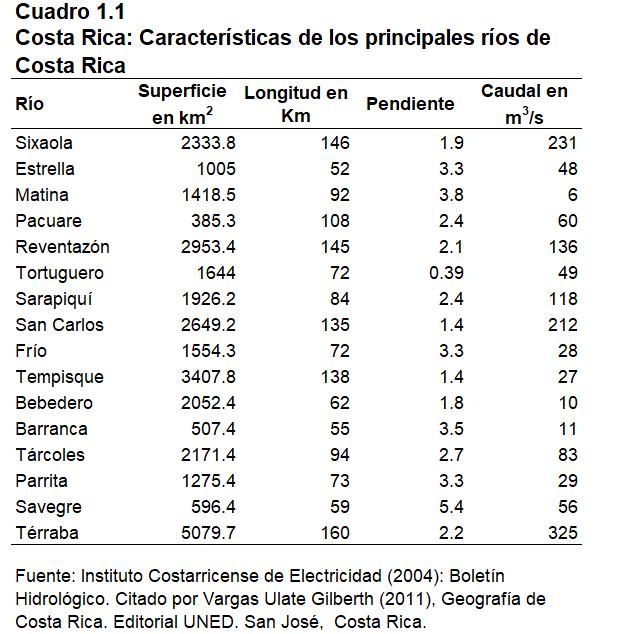 Cuadro 1.1
Costa Rica: Características de los principales ríos de
Costa Rica
Río Superficie en km2 Longitud en Km Pendiente Caudal en m3/s
Sixaola 2333.8 146 1.9 231
Estrella 1005 52 3.3 48
Matina 1418.5 92 3.8 6
Pacuare 385.3 108 2.4 60
Reventazón 2953.4 145 2.1 136
Tortuguero 1644 72 0.39 49
Sarapiquí 1926.2 84 2.4 118
San Carlos 2649.2 135 1.4 212
Frío 1554.3 72 3.3 28
Tempisque 3407.8 138 1.4 27
Bebedero 2052.4 62 1.8 10
Barranca 507.4 55 3.5 11
Tárcoles 2171.4 94 2.7 83
Parrita 1275.4 73 3.3 29
Savegre 596.4 59 5.4 56
Térraba 5079.7 160 2.2 325
Fuente: Instituto Costarricense de Electricidad (2004): Boletín
Hidrológico. Citado por Vargas Ulate Gilberth (2011), Geografía de
Costa Rica. Editorial UNED. San José, Costa Rica.